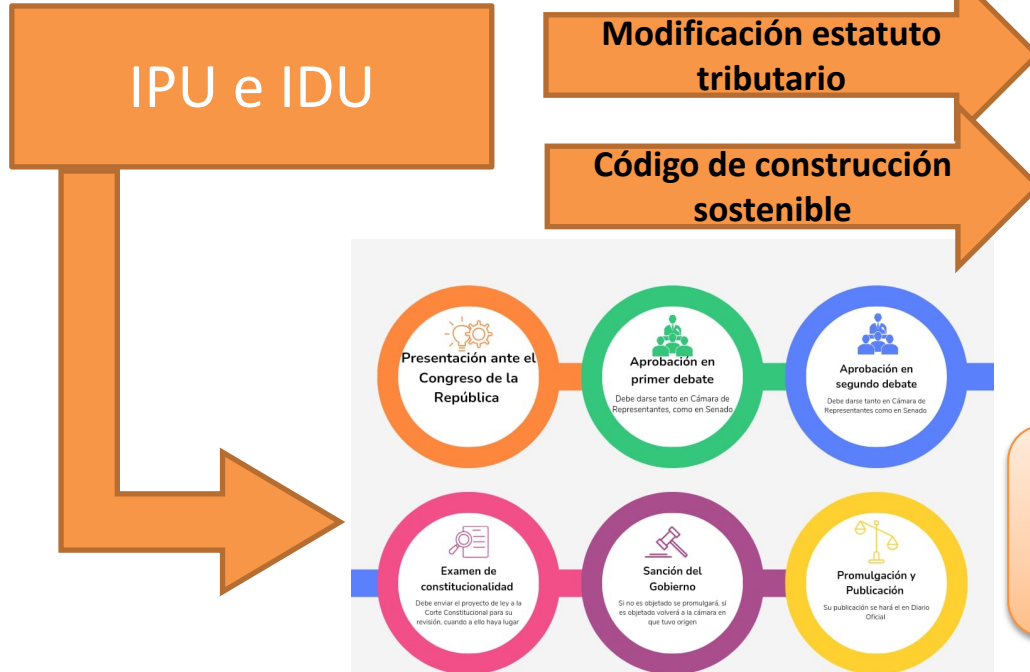 IPU e IDU
Modificación estatuto
tributario
Código de construcción
sostenible
Presentación ante el
Congreso de la
República
Aprobación en
primer debate
Debe darse tanto en Cámara de
Representantes, como en Senado
Aprobación en
segundo debate
Debe darse tanto en Cámara de
Representantes como en Senado
Examen de
constitucionalidad
Debe enviar el proyecto de ley a la
Corte Constitucional para su
revisión, cuando a ello haya lugar
Sanción del
Gobierno
Si no es objetado se promulgará, si
es objetado volverá a la cámara en
que tuvo origen
Promulgación y
Publicación
Su publicación se hará el en Diario
Oficial